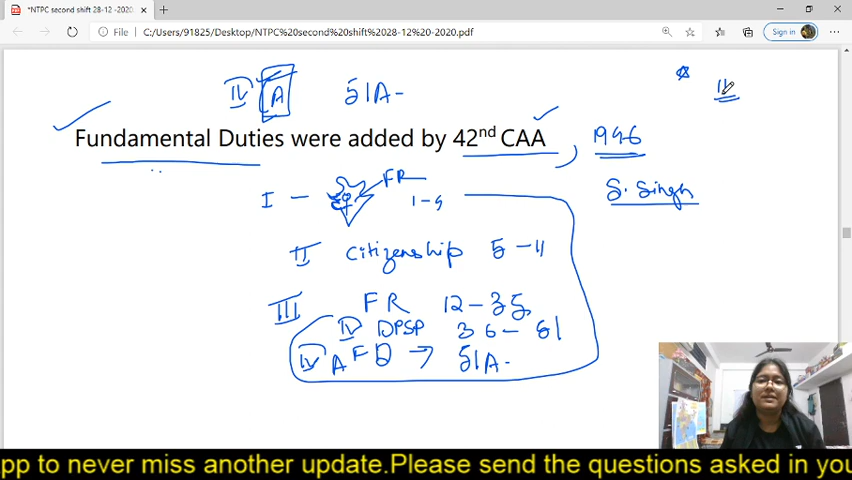 *NTPC second shift 28-12 -2020.
File
C:/Users/91825/Desktop/NTPC%20second%20shift%2028-12%20-2020.pdf
Sign in
IV A 51A-
11
Fundamental Duties were added by 42nd CAA
1976
S. Singh
I - FR
1-4
II Citizenship 5-11
III FR 12-35
IV DPSP 36-51
IV A FD → 51A-
pp to never miss another update.Please send the questions asked in you